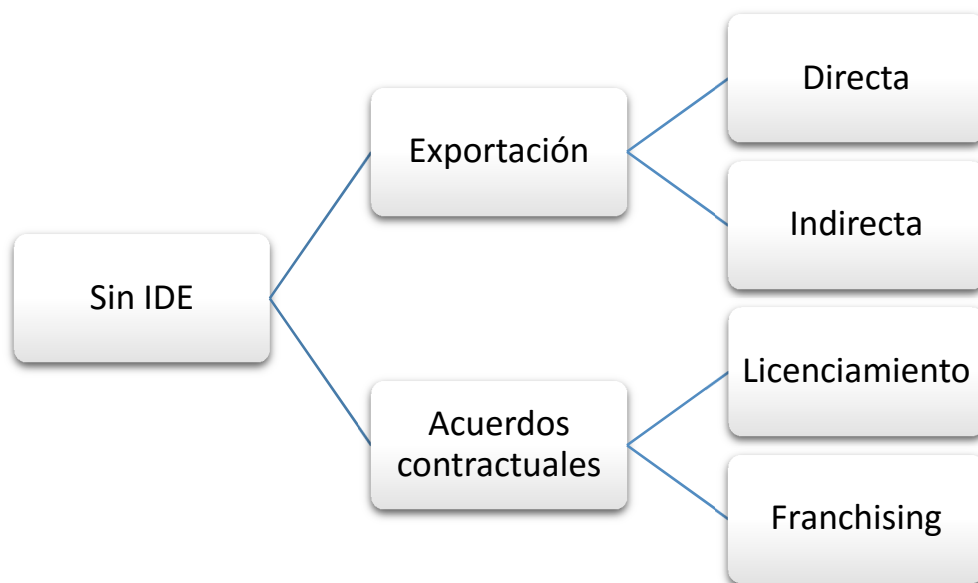 Sin IDE
Exportación
Directa
Indirecta
Acuerdos
contractuales
Licenciamiento
Franchising